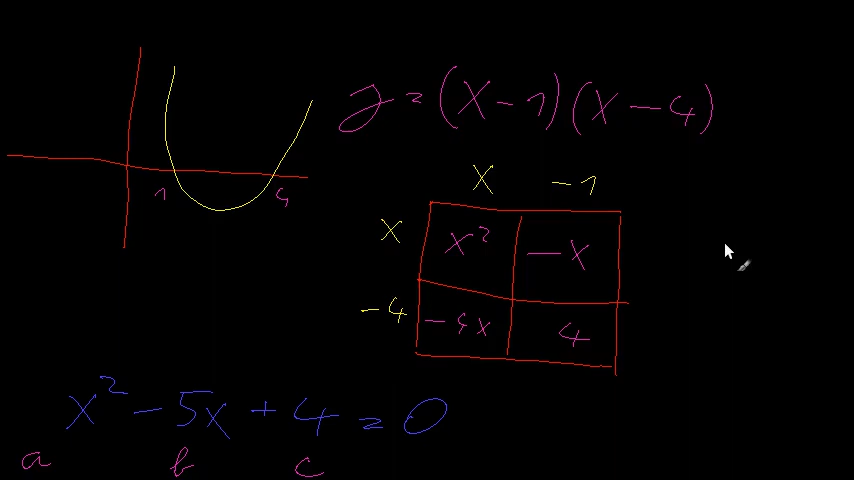 y = (x - 1)(x - 4)
x - 1
x x² - x
1 4
- 4 - 4x 4
x² - 5x + 4 = 0
a b c